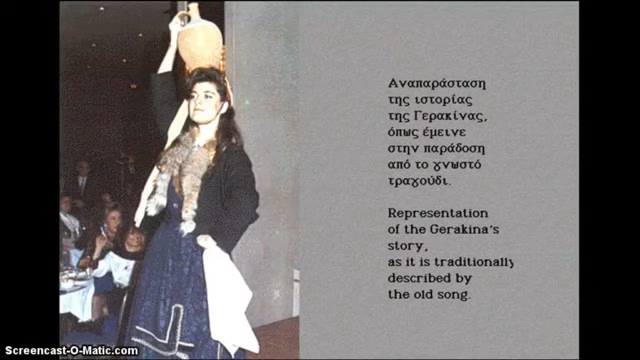 Αναπαράσταση
της ιστορίας
της Γερακίνας,
όπως έμεινε
στην παράδοση
από το γνωστό
τραγούδι.
Representation
of the Gerakina's
story,
as it is traditionally
described by
the old song.
Screencast-O-Matic.com